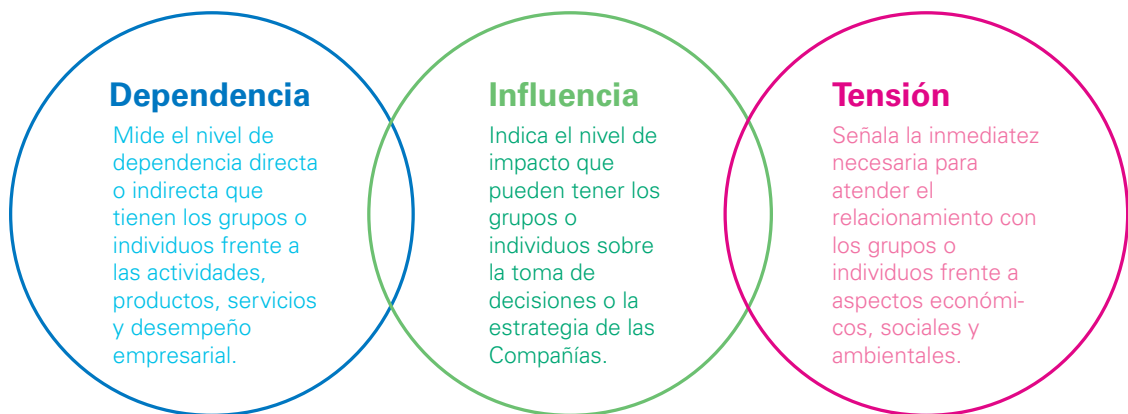 Dependencia
Mide el nivel de
dependencia directa
o indirecta que
tienen los grupos o
individuos frente a
las actividades,
productos, servicios
y desempeño
empresarial.
Influencia
Indica el nivel de
impacto que
pueden tener los
grupos o
individuos sobre
la toma de
decisiones o la
estrategia de las
Compañías.
Tensión
Señala la inmediatez
necesaria para
atender el
relacionamiento con
los grupos o
individuos frente a
aspectos económi-
cos, sociales y
ambientales.